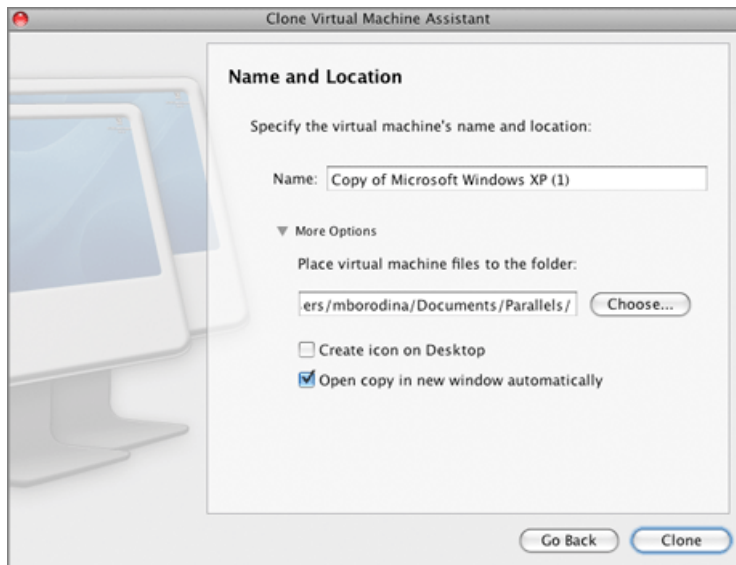 Clone Virtual Machine Assistant
Name and Location
Specify the virtual machine's name and location:
Name: Copy of Microsoft Windows XP (1)
More Options
Place virtual machine files to the folder:
ers/mborodina/Documents/Parallels/ Choose...
Create icon on Desktop
Open copy in new window automatically
Go Back Clone